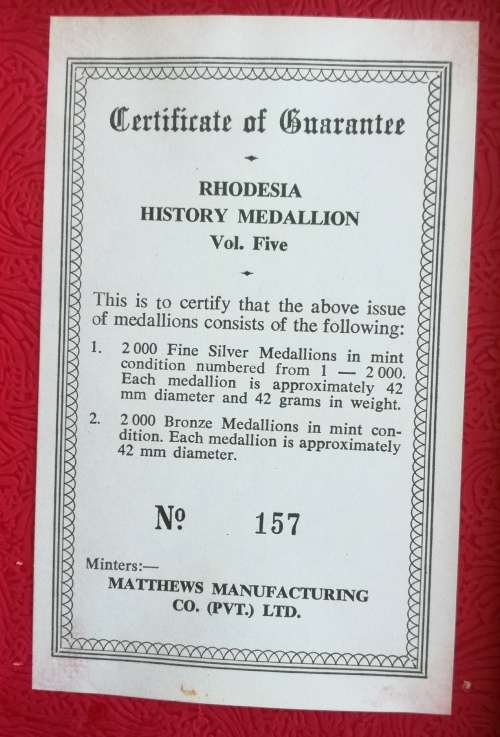 Certificate of Guarantee
RHODESIA
HISTORY MEDALLION
Vol. Five
This is to certify that the above issue
of medallions consists of the following:
1. 2 000 Fine Silver Medallions in mint
condition numbered from 1 — 2 000.
Each medallion is approximately 42
mm diameter and 42 grams in weight.
2. 2 000 Bronze Medallions in mint con-
dition. Each medallion is approximately
42 mm diameter.
Nº 157
Minters:—
MATTHEWS MANUFACTURING
CO. (PVT.) LTD.